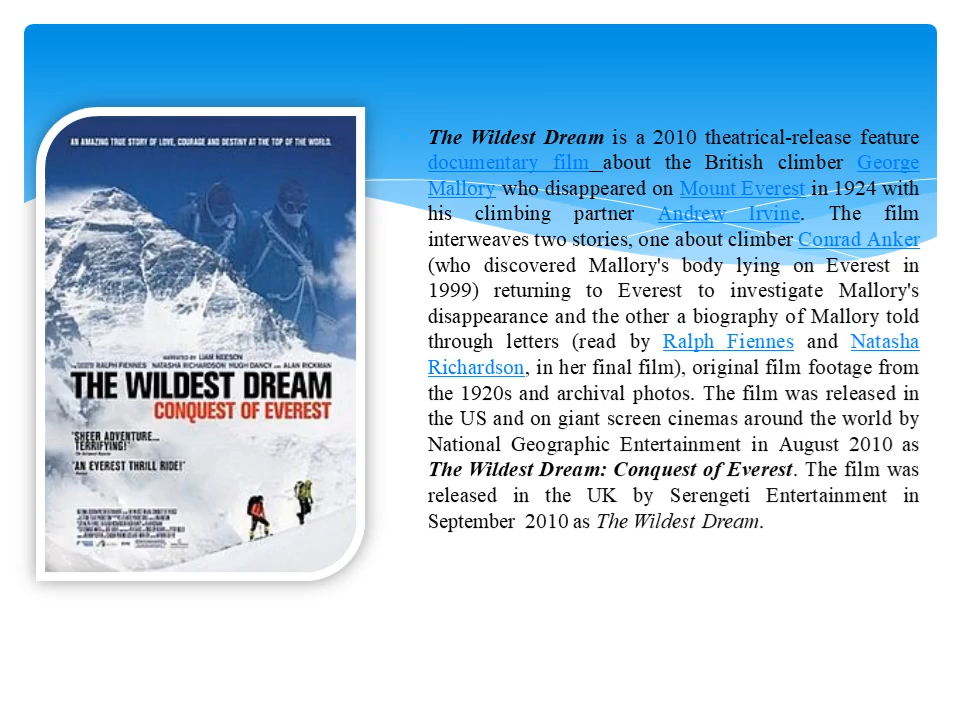 AN AMAZING TRUE STORY OF LOVE, COURAGE AND DESTINY AT THE TOP OF THE WORLD.
NARRATED BY LIAM NEESON
RALPH FIENNES NATASHA RICHARDSON HUGH DANCY AND ALAN RICKMAN
THE WILDEST DREAM
CONQUEST OF EVEREST
"SHEER ADVENTURE...
TERRIFYING!"
"AN EVEREST THRILL RIDE!"
The Wildest Dream is a 2010 theatrical-release feature
documentary film about the British climber George
Mallory who disappeared on Mount Everest in 1924 with
his climbing partner Andrew Irvine. The film
interweaves two stories, one about climber Conrad Anker
(who discovered Mallory's body lying on Everest in
1999) returning to Everest to investigate Mallory's
disappearance and the other a biography of Mallory told
through letters (read by Ralph Fiennes and Natasha
Richardson, in her final film), original film footage from
the 1920s and archival photos. The film was released in
the US and on giant screen cinemas around the world by
National Geographic Entertainment in August 2010 as
The Wildest Dream: Conquest of Everest. The film was
released in the UK by Serengeti Entertainment in
September 2010 as The Wildest Dream.